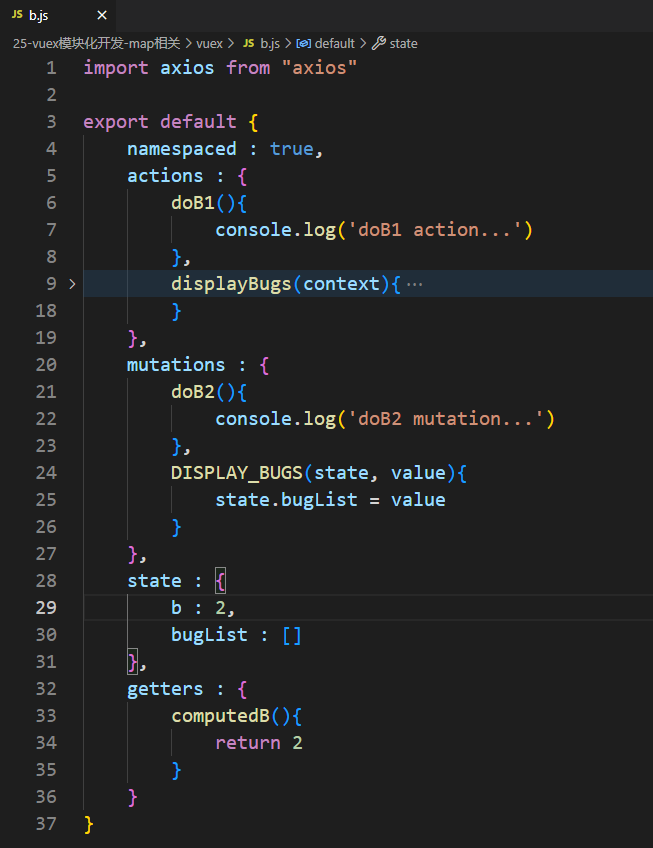 JS b.js ×
25-vuex模块化开发-map相关 > vuex > JS b.js > default > state
1 import axios from "axios"
2
3 export default {
4 namespaced : true,
5 actions : {
6 doB1(){
7 console.log('doB1 action...')
8 },
9 displayBugs(context){ ···
18 }
19 },
20 mutations : {
21 doB2(){
22 console.log('doB2 mutation...')
23 },
24 DISPLAY_BUGS(state, value){
25 state.bugList = value
26 }
27 },
28 state : {
29 b : 2,
30 bugList : []
31 },
32 getters : {
33 computedB(){
34 return 2
35 }
36 }
37 }